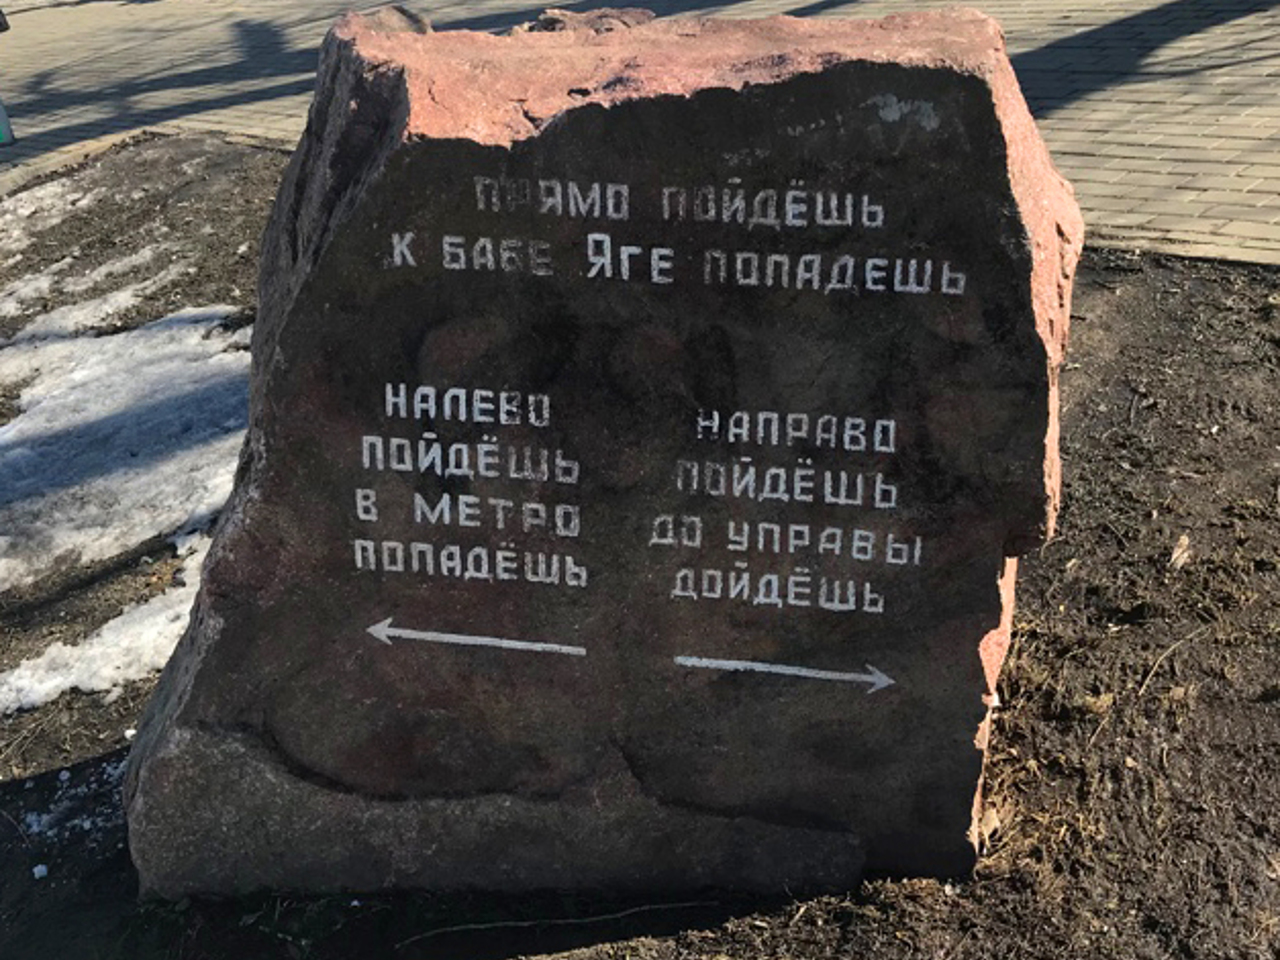 ПРЯМО ПОЙДЁШЬ
К БАБЕ ЯГЕ ПОПАДЕШЬ
НАЛЕВО
ПОЙДЁШЬ
В МЕТРО
ПОПАДЁШЬ
НАПРАВО
ПОЙДЁШЬ
ДО УПРАВЫ
ДОЙДЁШЬ